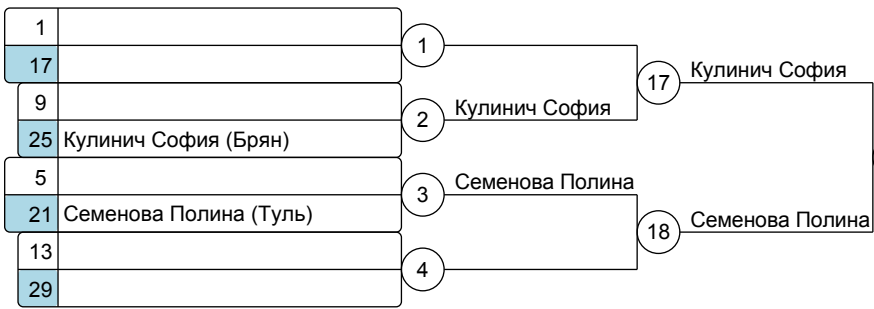 1
1
17
17
Кулинич София
9
2
Кулинич София
25
Кулинич София (Брян)
5
3
Семенова Полина
21
Семенова Полина (Туль)
18
Семенова Полина
13
4
29